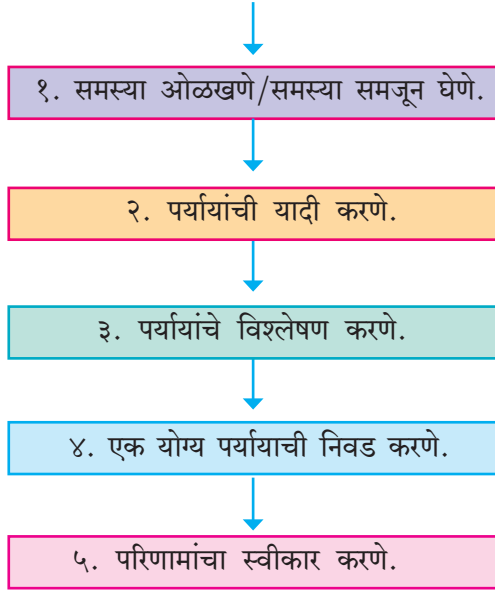 १. समस्या ओळखणे/समस्या समजून घेणे.
२. पर्यायांची यादी करणे.
३. पर्यायांचे विश्लेषण करणे.
४. एक योग्य पर्यायाची निवड करणे.
५. परिणामांचा स्वीकार करणे.